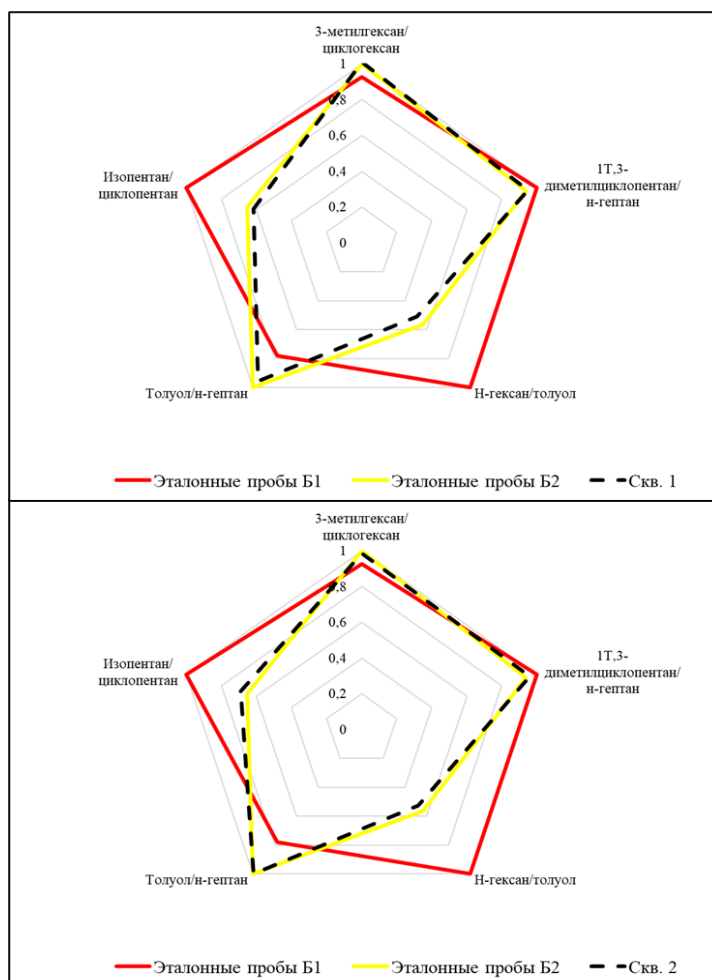 3-метилгексан/
циклогексан
1
0,8
0,6
0,4
0,2
0
Изопентан/
циклопентан
1Т,3-
диметилциклопентан/
н-гептан
Толуол/н-гептан
Н-гексан/толуол
Эталонные пробы Б1
Эталонные пробы Б2
Скв. 1
3-метилгексан/
циклогексан
1
0,8
0,6
0,4
0,2
0
Изопентан/
циклопентан
1Т,3-
диметилциклопентан/
н-гептан
Толуол/н-гептан
Н-гексан/толуол
Эталонные пробы Б1
Эталонные пробы Б2
Скв. 2